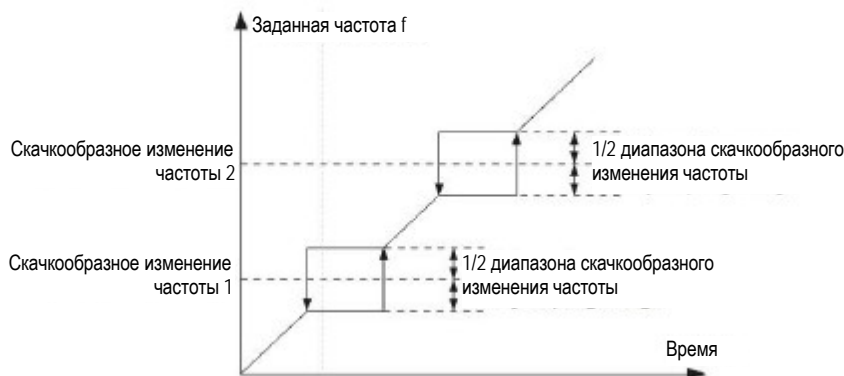 Заданная частота f
Скачкообразное изменение
частоты 2
1/2 диапазона скачкообразного
изменения частоты
Скачкообразное изменение
частоты 1
1/2 диапазона скачкообразного
изменения частоты
Время